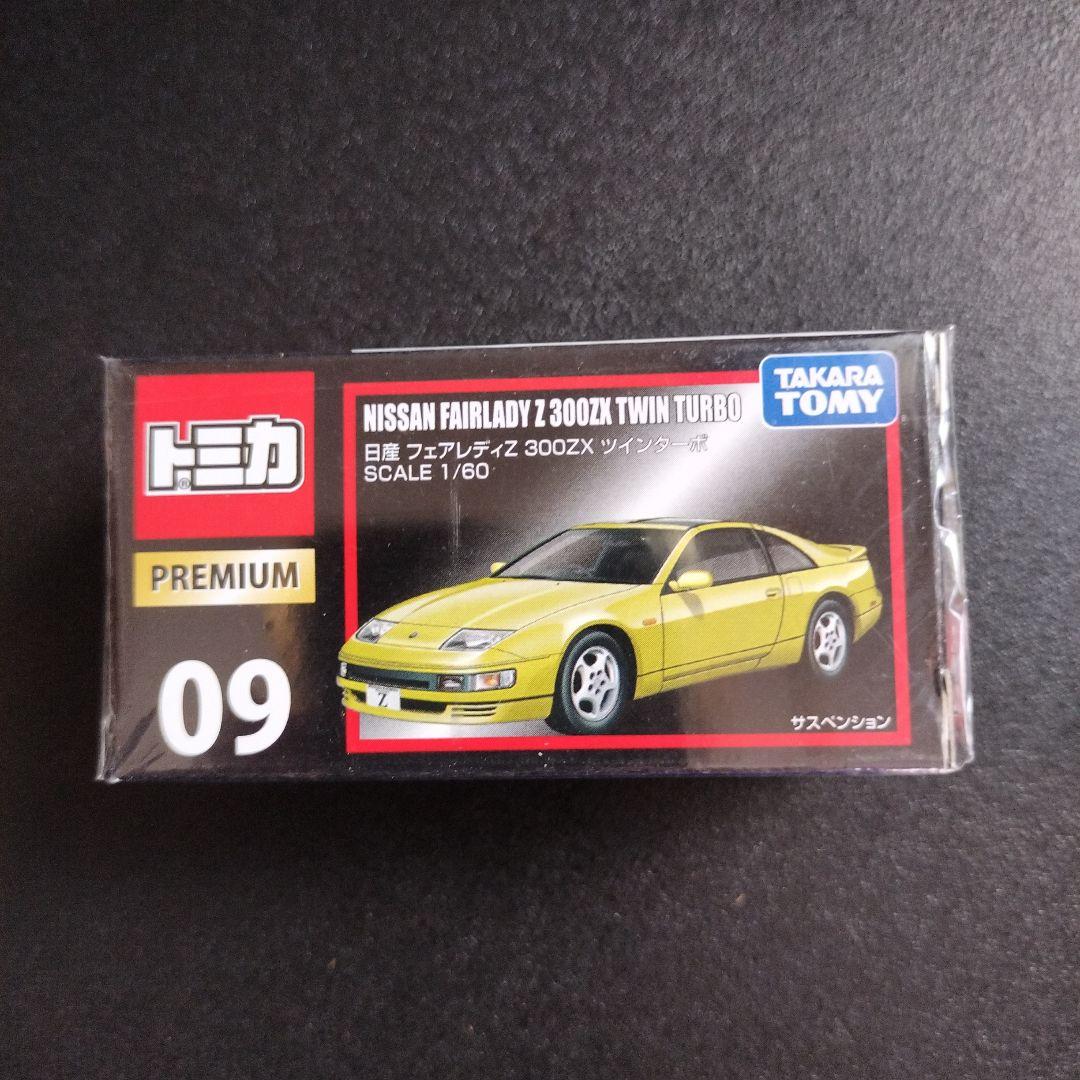 トミカ®
PREMIUM
09
NISSAN FAIRLADY Z 300ZX TWIN TURBO
日産 フェアレディZ 300ZX ツインターボ
SCALE 1/60
TAKARA
TOMY
Z
サスペンション